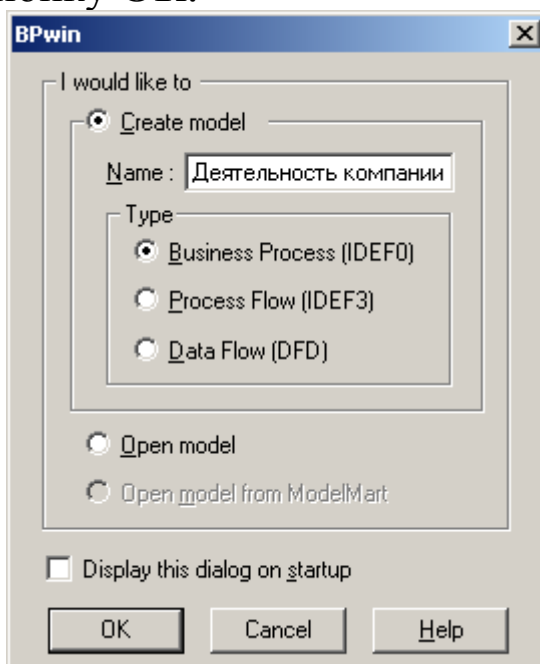 BPwin
I would like to
Create model
Name : Деятельность компании
Type
Business Process (IDEF0)
Process Flow (IDEF3)
Data Flow (DFD)
Open model
Open model from ModelMart
Display this dialog on startup
OK Cancel Help